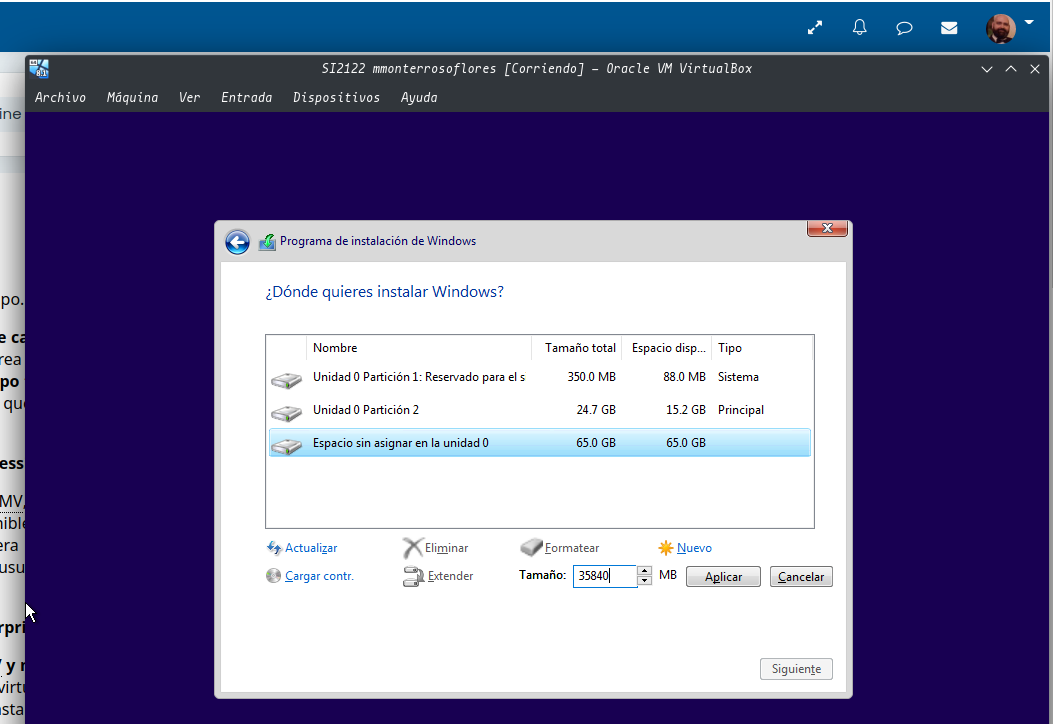 SI2122 mmonterrosoflores [Corriendo] – Oracle VM VirtualBox
Archivo Máquina Ver Entrada Dispositivos Ayuda
ine
Programa de instalación de Windows
¿Dónde quieres instalar Windows?
po.
Nombre Tamaño total Espacio disp... Tipo
Unidad 0 Partición 1: Reservado para el s 350.0 MB 88.0 MB Sistema
Unidad 0 Partición 2 24.7 GB 15.2 GB Principal
Espacio sin asignar en la unidad 0 65.0 GB 65.0 GB
e ca
rea
po
que
ess
MV,
nible
era
usu
Actualizar Eliminar Formatear Nuevo
Cargar contr. Extender Tamaño: 35840 MB Aplicar Cancelar
rpri
y r
virtu
nsta
Siguiente